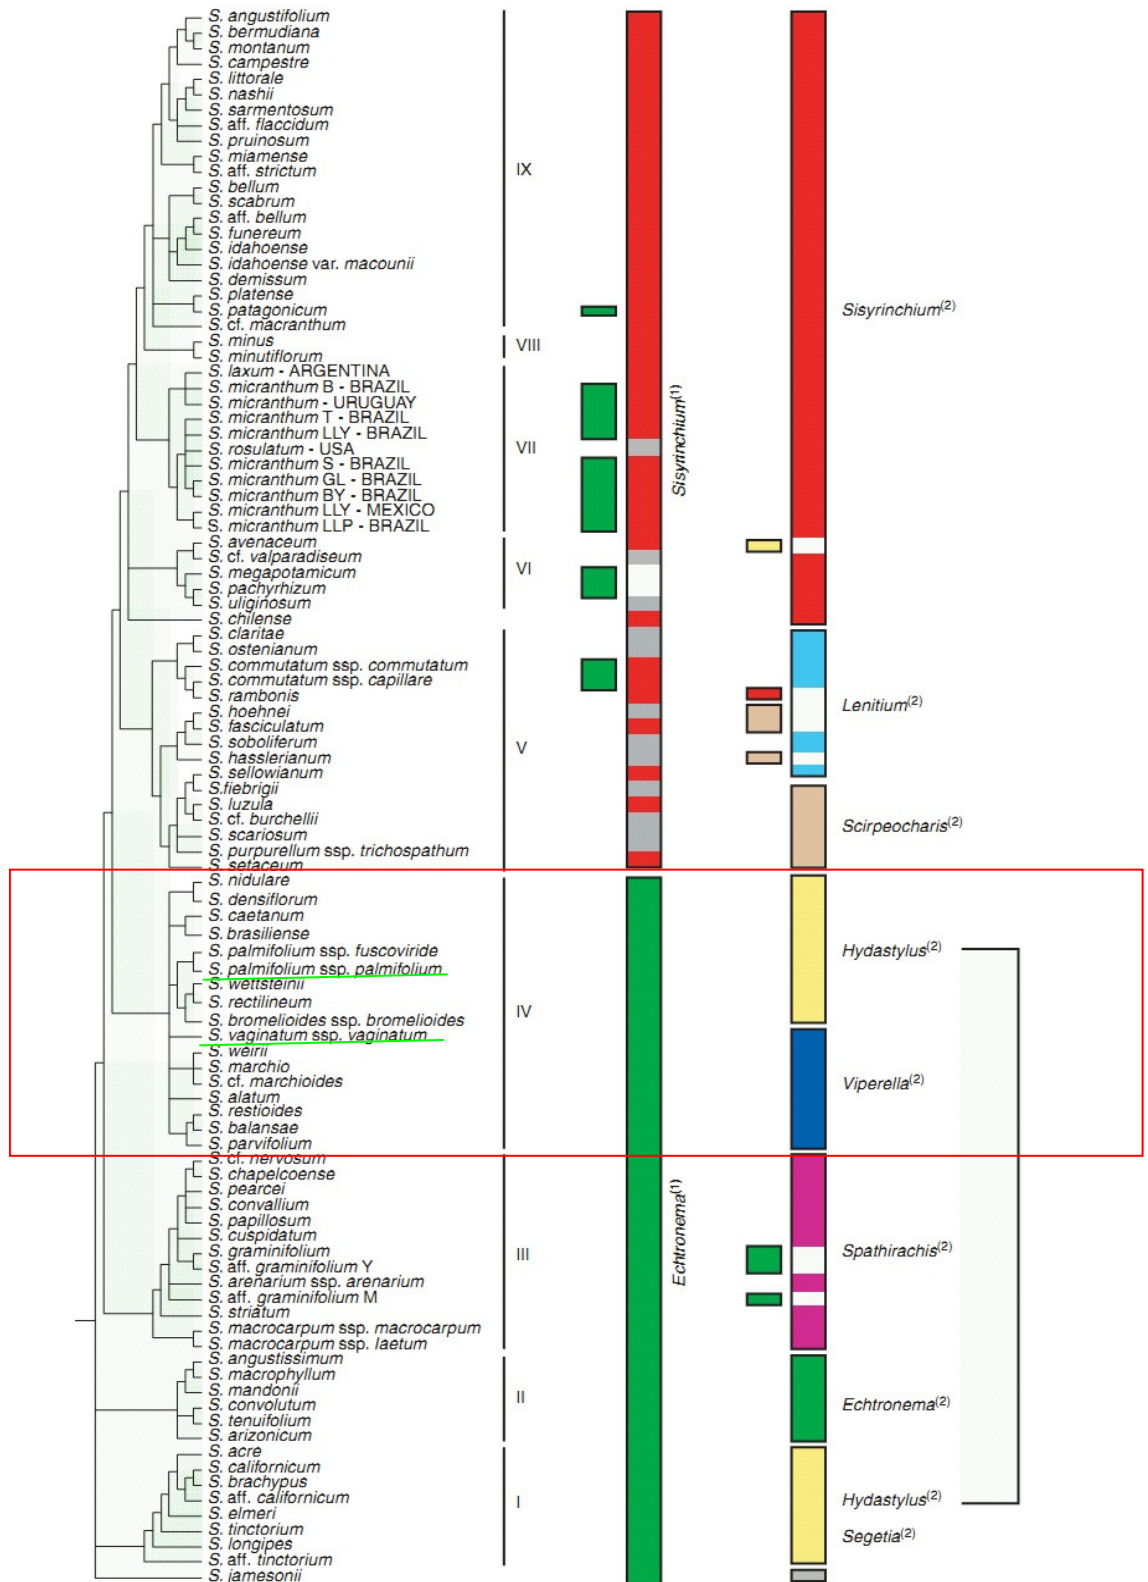 S. angustifolium
S. bermudiana
S. montanum
S. campestre
S. littorale
S. nashii
S. sarmentosum
S. aff. flaccidum
S. pruinosum
S. miamense
S. aff. strictum
S. bellum
S. scabrum
S. aff. bellum
S. funereum
S. idahoense
S. idahoense var. macounii
S. demissum
S. platense
S. patagonicum
S. cf. macranthum
S. minus
S. minutiflorum
S. laxum - ARGENTINA
S. micranthum B - BRAZIL
S. micranthum - URUGUAY
S. micranthum T - BRAZIL
S. micranthum LLY - BRAZIL
S. rosulatum - USA
S. micranthum S - BRAZIL
S. micranthum GL - BRAZIL
S. micranthum BY - BRAZIL
S. micranthum LLY - MEXICO
S. micranthum LLP - BRAZIL
S. avenaceum
S. cf. valparadiseum
S. megapotamicum
S. pachyrhizum
S. uliginosum
S. chilense
S. claritae
S. ostenianum
S. commutatum ssp. commutatum
S. commutatum ssp. capillare
S. rambonis
S. hoehnei
S. fasciculatum
S. soboliferum
S. hasslerianum
S. sellowianum
S.fiebrigii
S. luzula
S. cf. burchellii
S. scariosum
S. purpurellum ssp. trichospathum
S. setaceum
S. nidulare
S. densiflorum
S. caetanum
S. brasiliense
S. palmifolium ssp. fuscoviride
S. palmifolium ssp. palmifolium
S. wettsteinii
S. rectilineum
S. bromelioides ssp. bromelioides
S. vaginatum ssp. vaginatum
S. weirii
S. marchio
S. cf. marchioides
S. alatum
S. restioides
S. balansae
S. parvifolium
S. cf. nervosum
S. chapelcoense
S. pearcei
S. convallium
S. papillosum
S. cuspidatum
S. graminifolium
S. aff. graminifolium Y
S. arenarium ssp. arenarium
S. aff. graminifolium M
S. striatum
S. macrocarpum ssp. macrocarpum
S. macrocarpum ssp. laetum
S. angustissimum
S. macrophyllum
S. mandonii
S. convolutum
S. tenuifolium
S. arizonicum
S. acre
S. californicum
S. brachypus
S. aff. californicum
S. elmeri
S. tinctorium
S. longipes
S. aff. tinctorium
S. jamesonii
IX
VIII
VII
VI
V
IV
III
II
I
Sisyrinchium(1)
Echtronema(1)
Sisyrinchium(2)
Lenitium(2)
Scirpeocharis(2)
Hydastylus(2)
Viperella(2)
Spathirachis(2)
Echtronema(2)
Hydastylus(2)
Segetia(2)